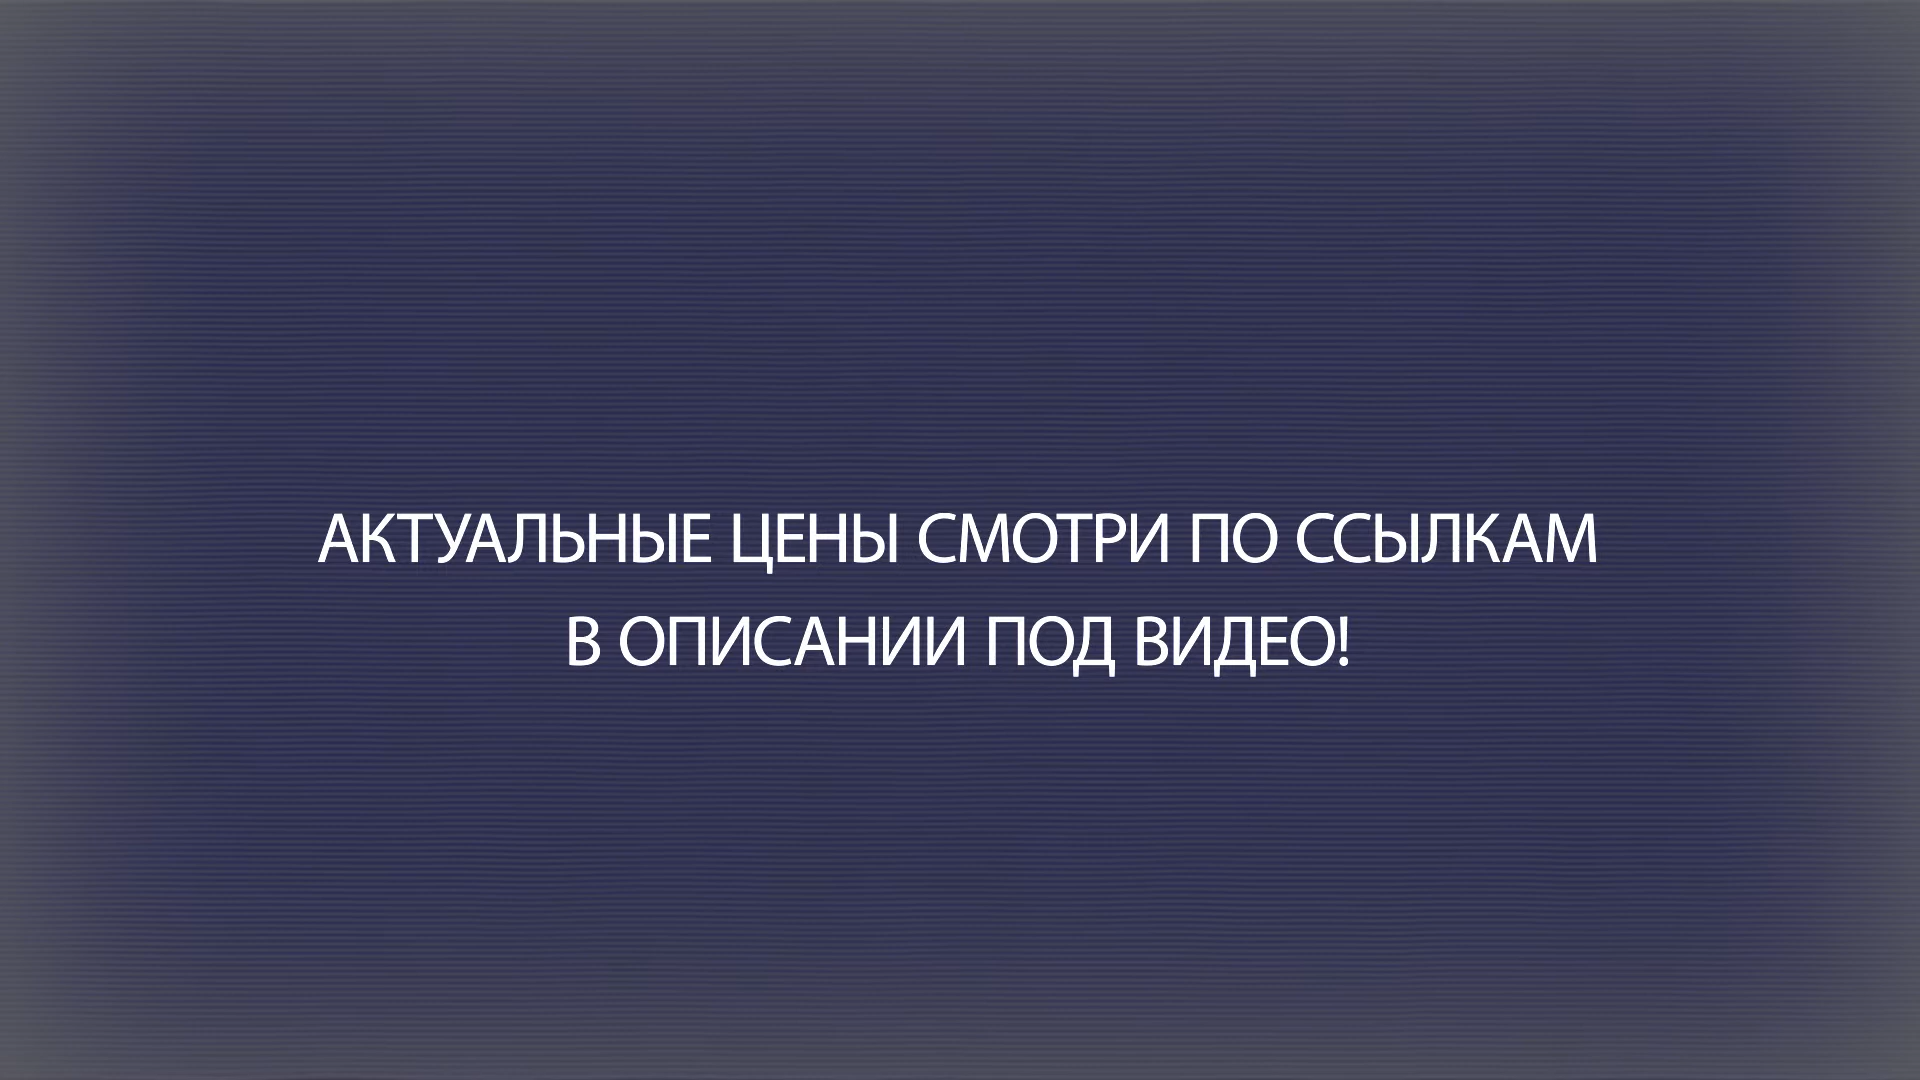 АКТУАЛЬНЫЕ ЦЕНЫ СМОТРИ ПО ССЫЛКАМ
В ОПИСАНИИ ПОД ВИДЕО!